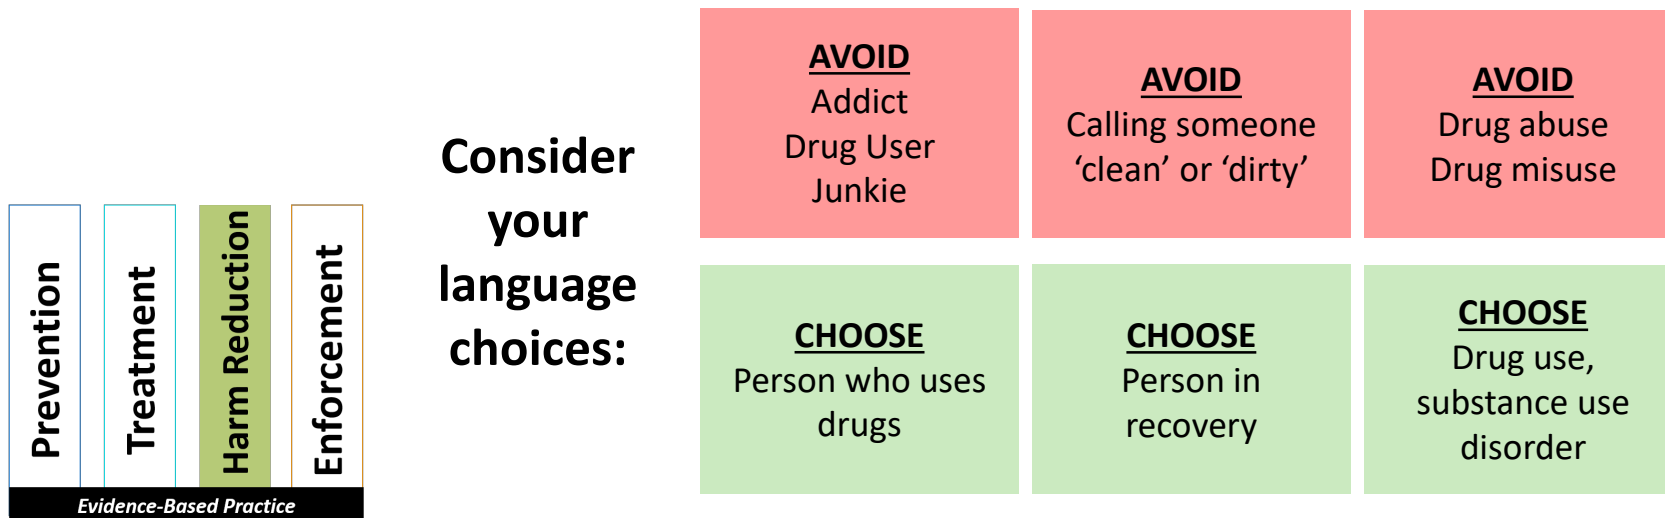 Prevention
Treatment
Harm Reduction
Enforcement
Evidence-Based Practice
Consider
your
language
choices:
AVOID
Addict
Drug User
Junkie
AVOID
Calling someone
‘clean’ or ‘dirty’
AVOID
Drug abuse
Drug misuse
CHOOSE
Person who uses
drugs
CHOOSE
Person in
recovery
CHOOSE
Drug use,
substance use
disorder